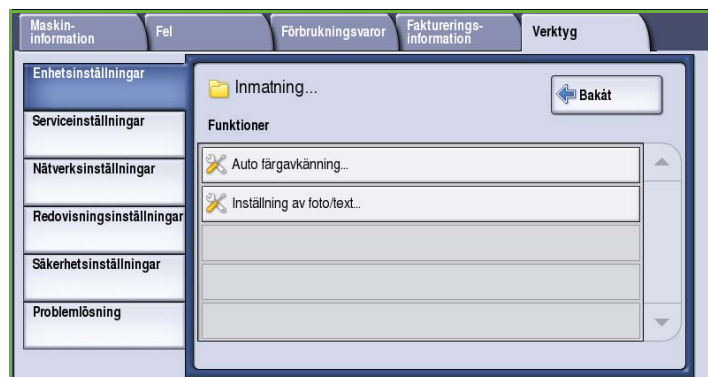 Maskin-
information
Fel
Förbrukningsvaror
Fakturerings-
information
Verktyg
Enhetsinställningar
Serviceinställningar
Nätverksinställningar
Redovisningsinställningar
Säkerhetsinställningar
Problemlösning
Inmatning...
Bakåt
Funktioner
Auto färgavkänning...
Inställning av foto/text...